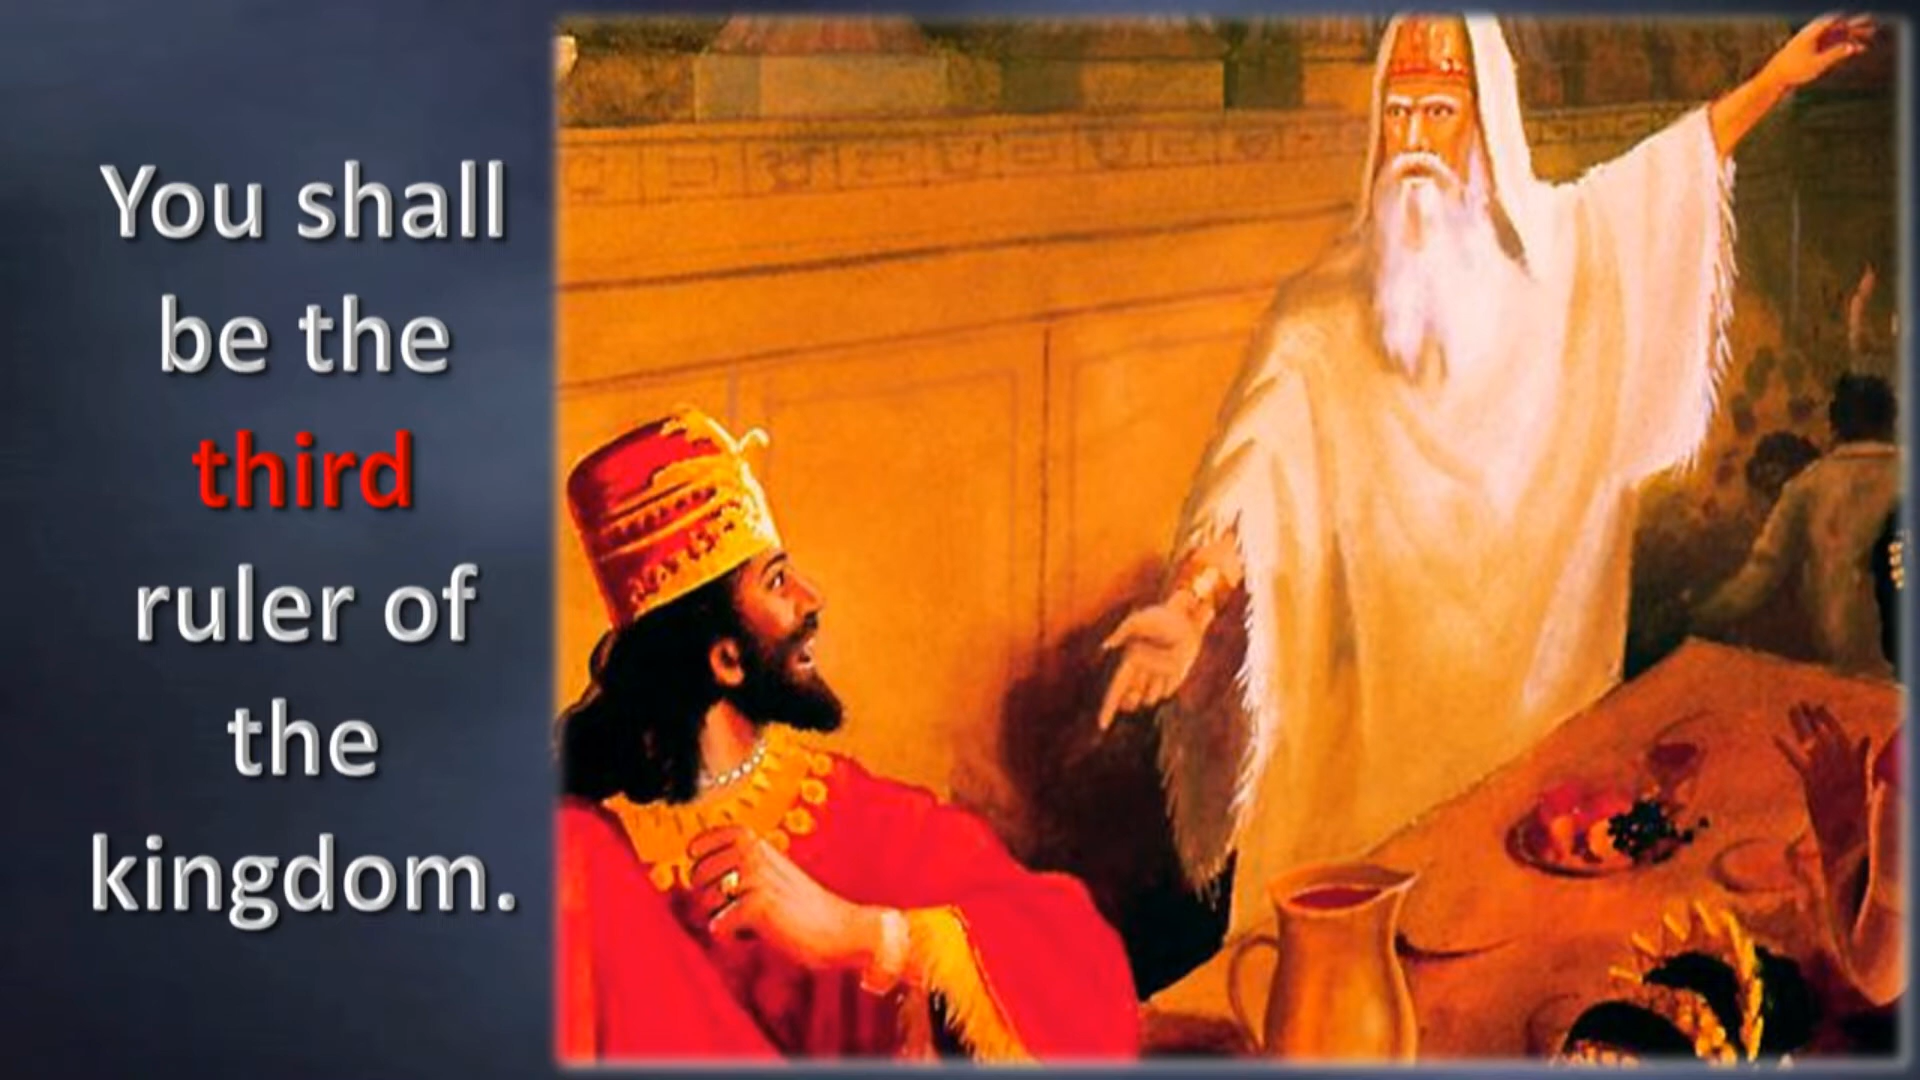 You shall
be the
third
ruler of
the
kingdom.